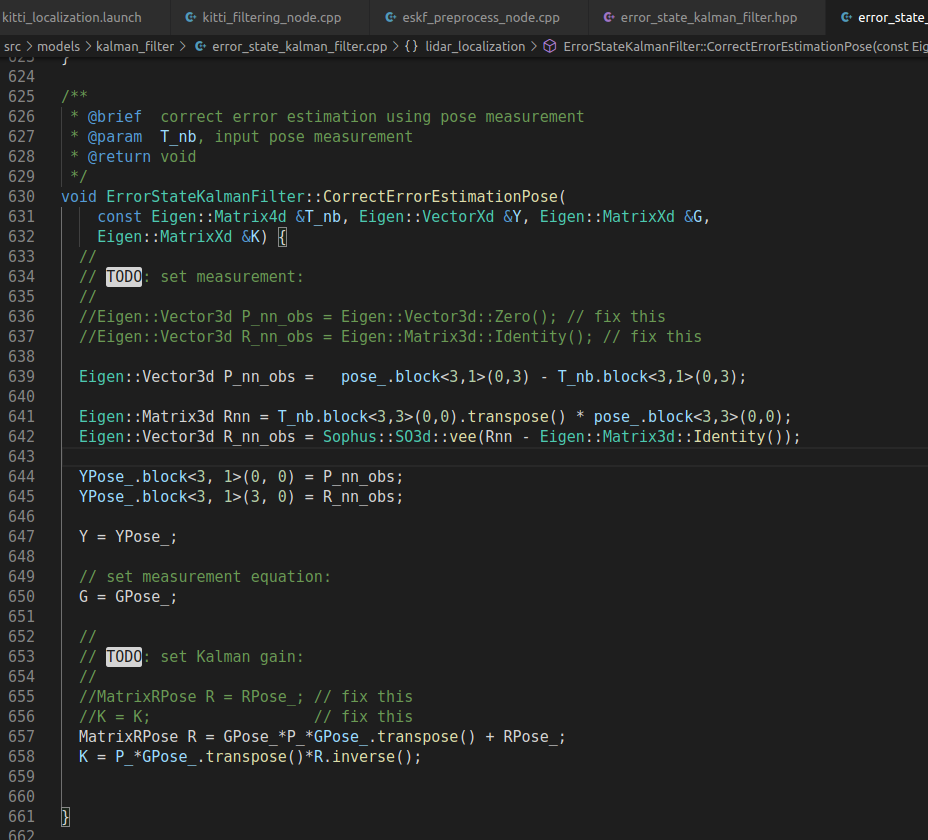 kitti_localization.launch kitti_filtering_node.cpp eskf_preprocess_node.cpp error_state_kalman_filter.hpp error_state_
src > models > kalman_filter > error_state_kalman_filter.cpp > {} lidar_localization > ErrorStateKalmanFilter::CorrectErrorEstimationPose(const Eig
623 }
624
625 /**
626  * @brief  correct error estimation using pose measurement
627  * @param  T_nb, input pose measurement
628  * @return void
629  */
630 void ErrorStateKalmanFilter::CorrectErrorEstimationPose(
631     const Eigen::Matrix4d &T_nb, Eigen::VectorXd &Y, Eigen::MatrixXd &G,
632     Eigen::MatrixXd &K) {
633   //
634   // TODO: set measurement:
635   //
636   //Eigen::Vector3d P_nn_obs = Eigen::Vector3d::Zero(); // fix this
637   //Eigen::Vector3d R_nn_obs = Eigen::Matrix3d::Identity(); // fix this
638
639   Eigen::Vector3d P_nn_obs =   pose_.block<3,1>(0,3) - T_nb.block<3,1>(0,3);
640
641   Eigen::Matrix3d Rnn = T_nb.block<3,3>(0,0).transpose() * pose_.block<3,3>(0,0);
642   Eigen::Vector3d R_nn_obs = Sophus::SO3d::vee(Rnn - Eigen::Matrix3d::Identity());
643
644   YPose_.block<3, 1>(0, 0) = P_nn_obs;
645   YPose_.block<3, 1>(3, 0) = R_nn_obs;
646
647   Y = YPose_;
648
649   // set measurement equation:
650   G = GPose_;
651
652   //
653   // TODO: set Kalman gain:
654   //
655   //MatrixRPose R = RPose_; // fix this
656   //K = K;                  // fix this
657   MatrixRPose R = GPose_*P_*GPose_.transpose() + RPose_;
658   K = P_*GPose_.transpose()*R.inverse();
659
660
661 }
662